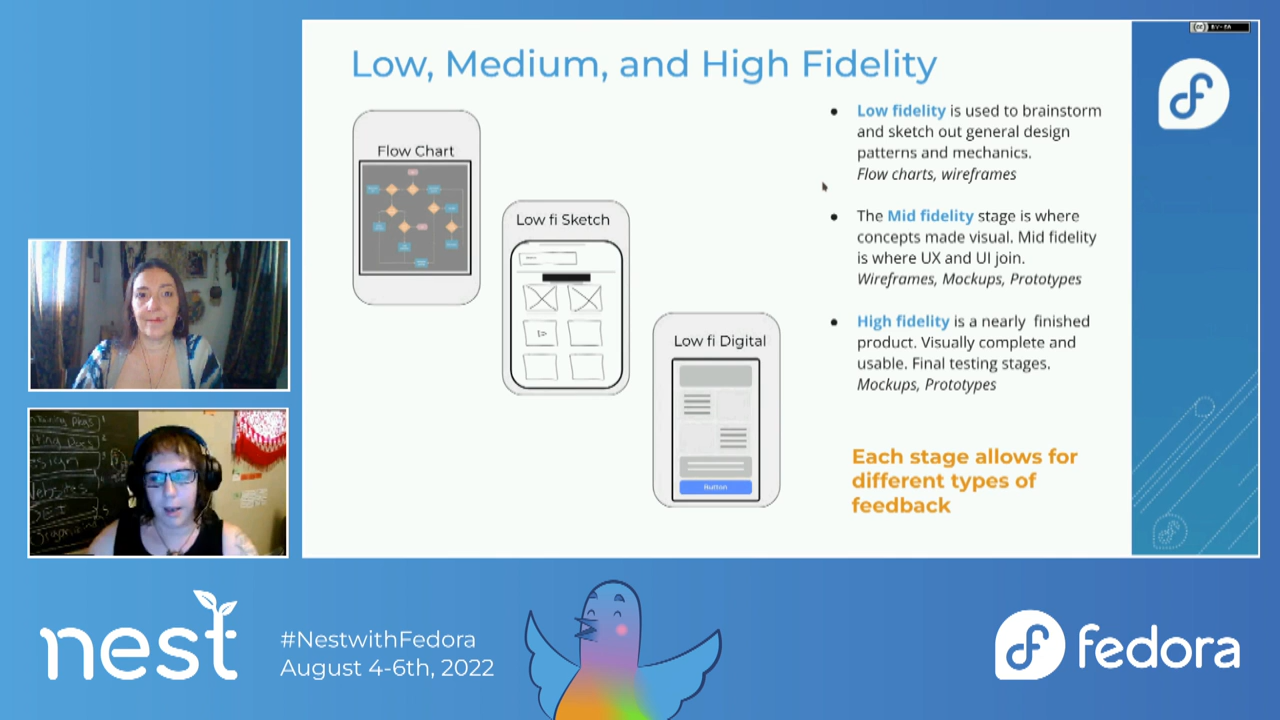 Low, Medium, and High Fidelity
BY-SA
Flow Chart
Low fi Sketch
Low fi Digital
Button
● Low fidelity is used to brainstorm
and sketch out general design
patterns and mechanics.
Flow charts, wireframes
● The Mid fidelity stage is where
concepts made visual. Mid fidelity
is where UX and UI join.
Wireframes, Mockups, Prototypes
● High fidelity is a nearly finished
product. Visually complete and
usable. Final testing stages.
Mockups, Prototypes
Each stage allows for
different types of
feedback
nest
#NestwithFedora
August 4-6th, 2022
fedora